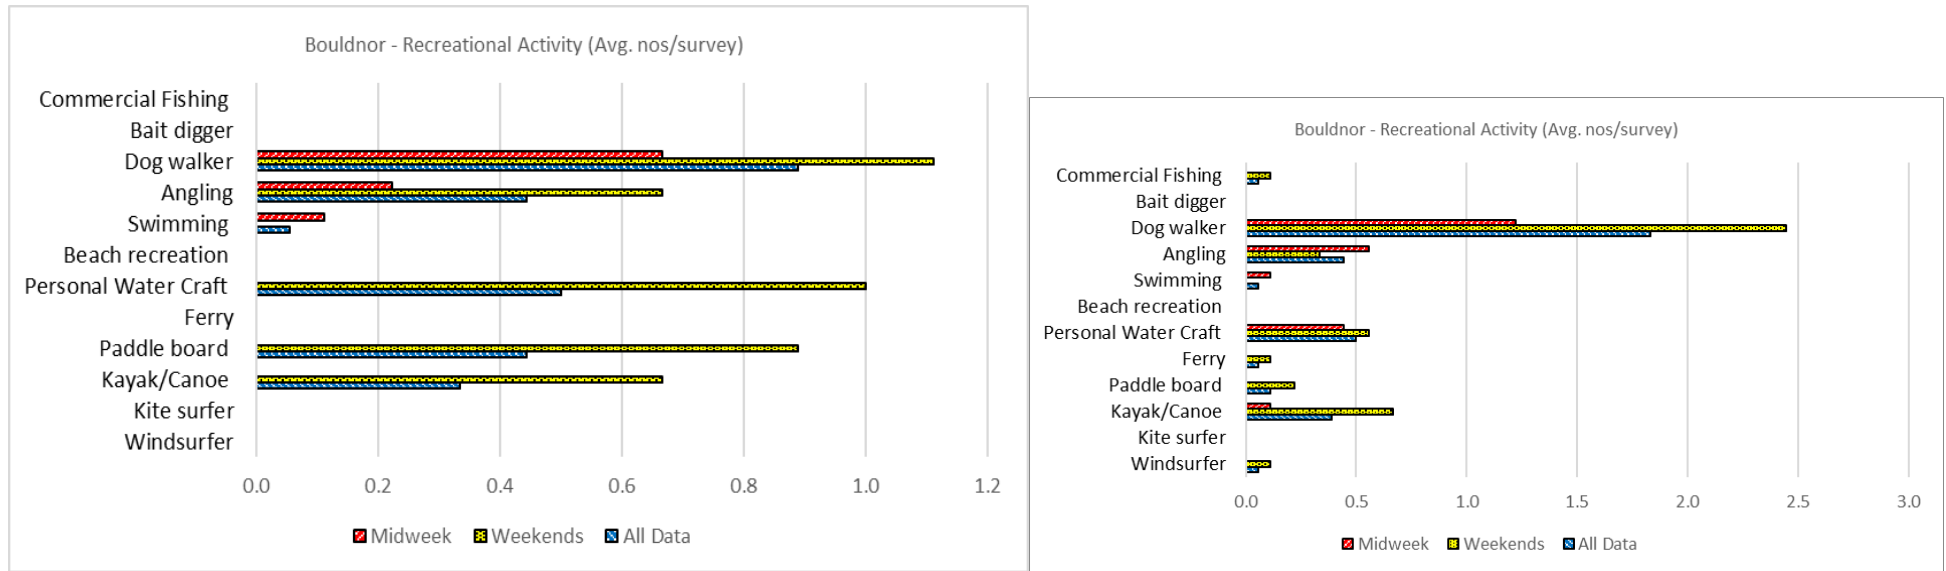 Bouldnor - Recreational Activity (Avg. nos/survey)
Commercial Fishing
Bait digger
Dog walker
Angling
Swimming
Beach recreation
Personal Water Craft
Ferry
Paddle board
Kayak/Canoe
Kite surfer
Windsurfer
0.0 0.2 0.4 0.6 0.8 1.0 1.2
Midweek Weekends All Data
Bouldnor - Recreational Activity (Avg. nos/survey)
Commercial Fishing
Bait digger
Dog walker
Angling
Swimming
Beach recreation
Personal Water Craft
Ferry
Paddle board
Kayak/Canoe
Kite surfer
Windsurfer
0.0 0.5 1.0 1.5 2.0 2.5 3.0
Midweek Weekends All Data